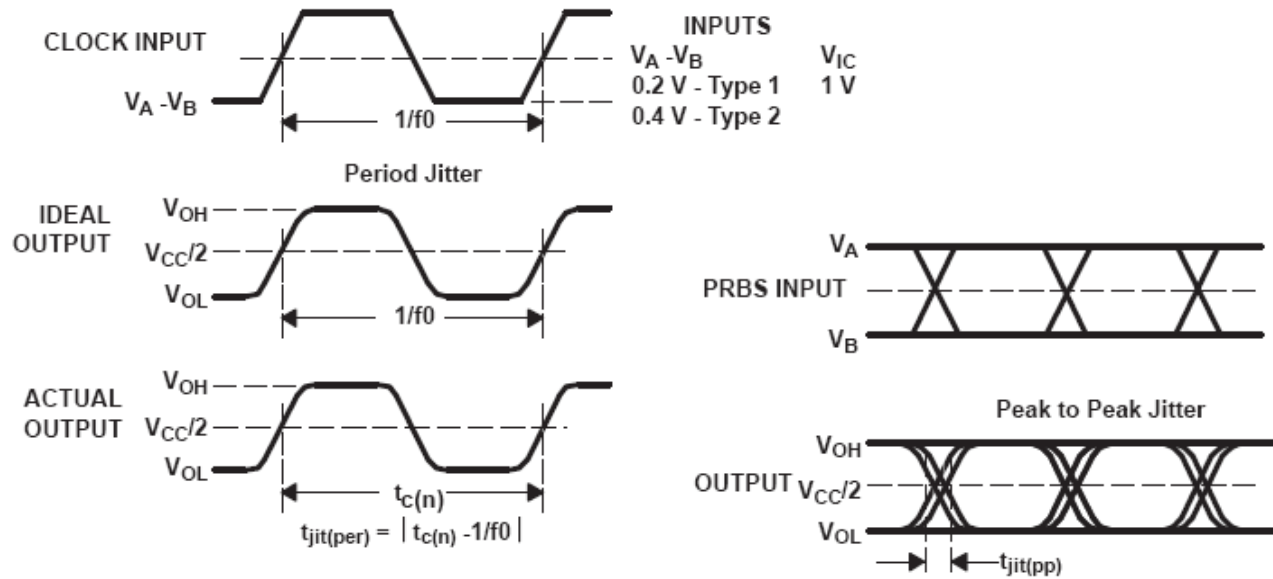 CLOCK INPUT
V_A -V_B
1/f0
INPUTS
V_A -V_B V_IC
0.2 V - Type 1 1 V
0.4 V - Type 2
Period Jitter
IDEAL
OUTPUT
V_OH
V_CC/2
V_OL
1/f0
ACTUAL
OUTPUT
V_OH
V_CC/2
V_OL
t_c(n)
t_jit(per) = | t_c(n) -1/f0 |
V_A
PRBS INPUT
V_B
Peak to Peak Jitter
V_OH
OUTPUT V_CC/2
V_OL
t_jit(pp)